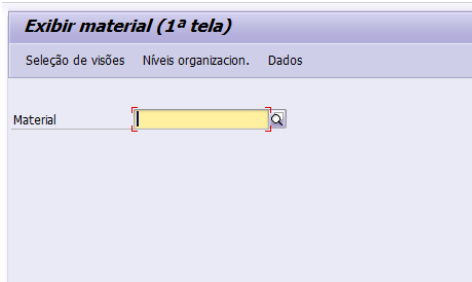 Exibir material (1ª tela)
Seleção de visões Níveis organizacion. Dados
Material